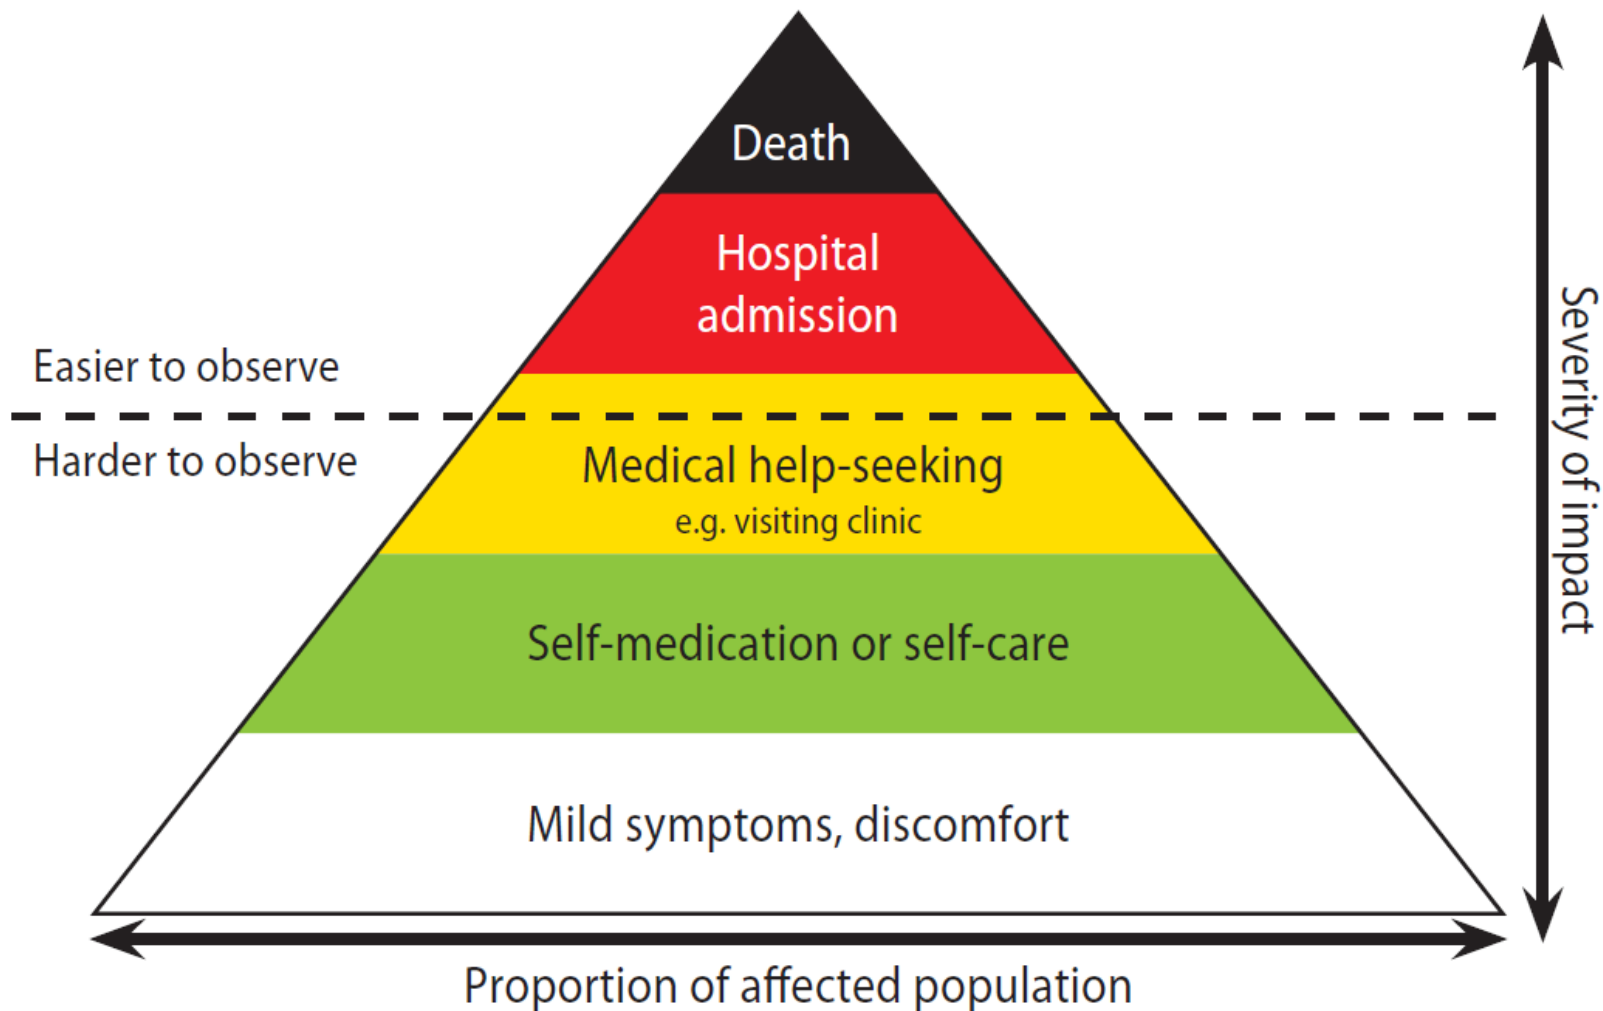 Death
Hospital
admission
Easier to observe
Harder to observe
Medical help-seeking
e.g. visiting clinic
Self-medication or self-care
Mild symptoms, discomfort
Proportion of affected population
Severity of impact